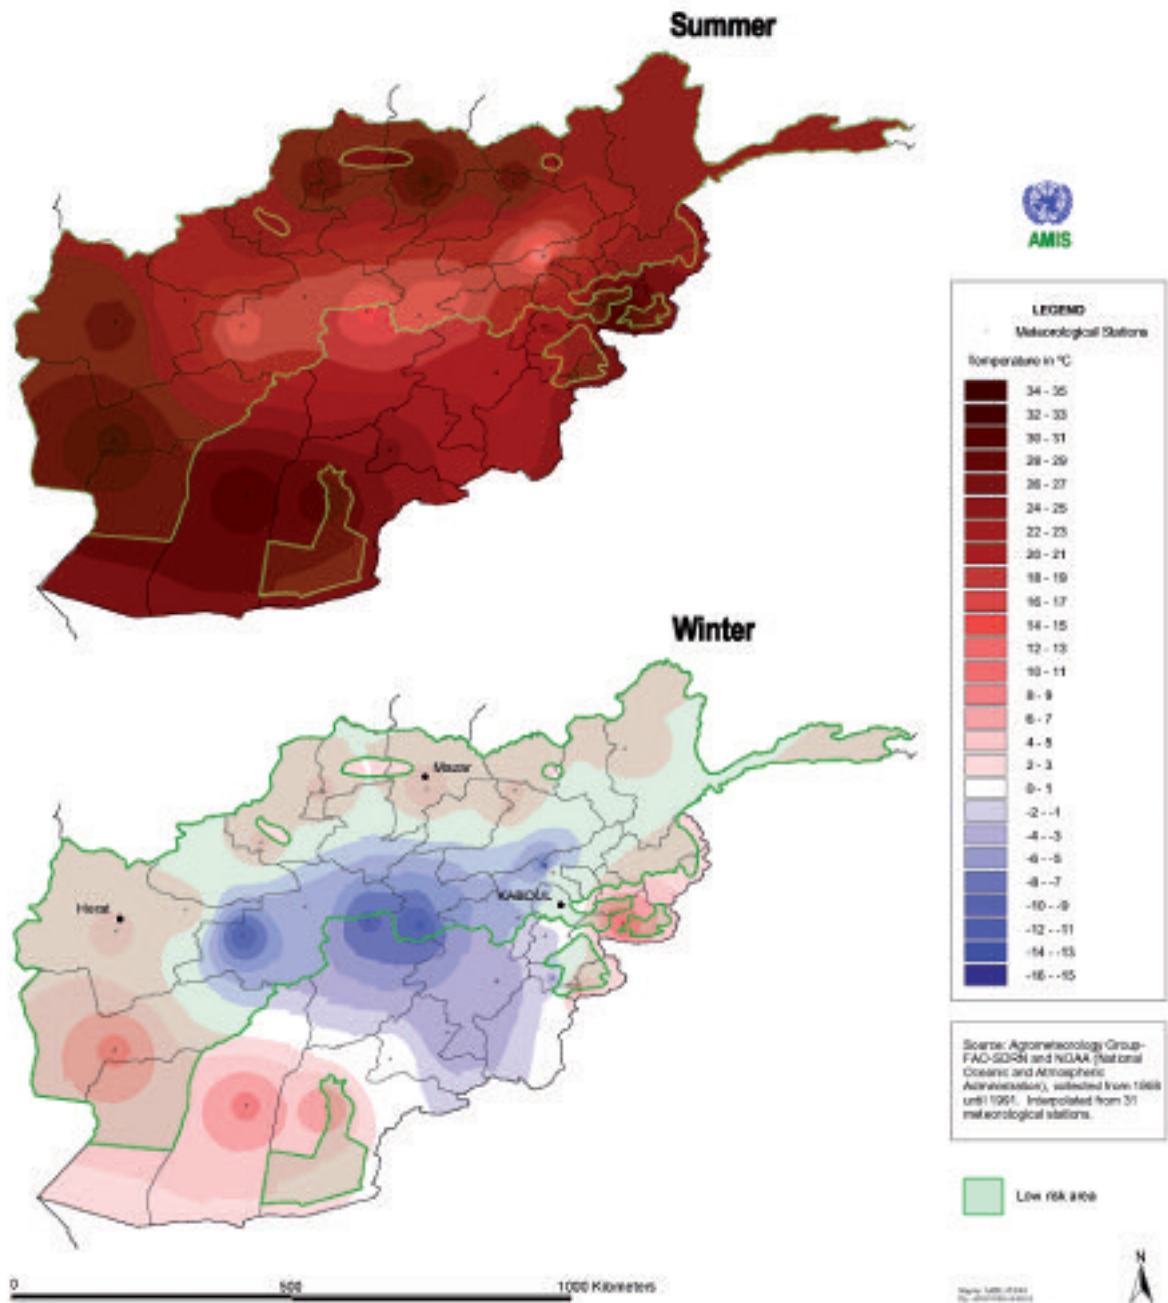 Summer
AMIS
LEGEND
Meteorological Stations
Temperature in °C
34 - 35
32 - 33
30 - 31
28 - 29
26 - 27
24 - 25
22 - 23
20 - 21
18 - 19
16 - 17
14 - 15
12 - 13
10 - 11
8 - 9
6 - 7
4 - 5
2 - 3
0 - 1
-2 - -1
-4 - -3
-6 - -5
-8 - -7
-10 - -9
-12 - -11
-14 - -13
-16 - -15
Winter
Mazar
KABOUL
Herat
Source: Agrometeorology Group-
FAO-SDRN and NOAA (National
Oceanic and Atmospheric
Administration), collected from
until 1991. Interpolated from 31
meteorological stations.
Low risk area
N
0 500 1000 Kilometers